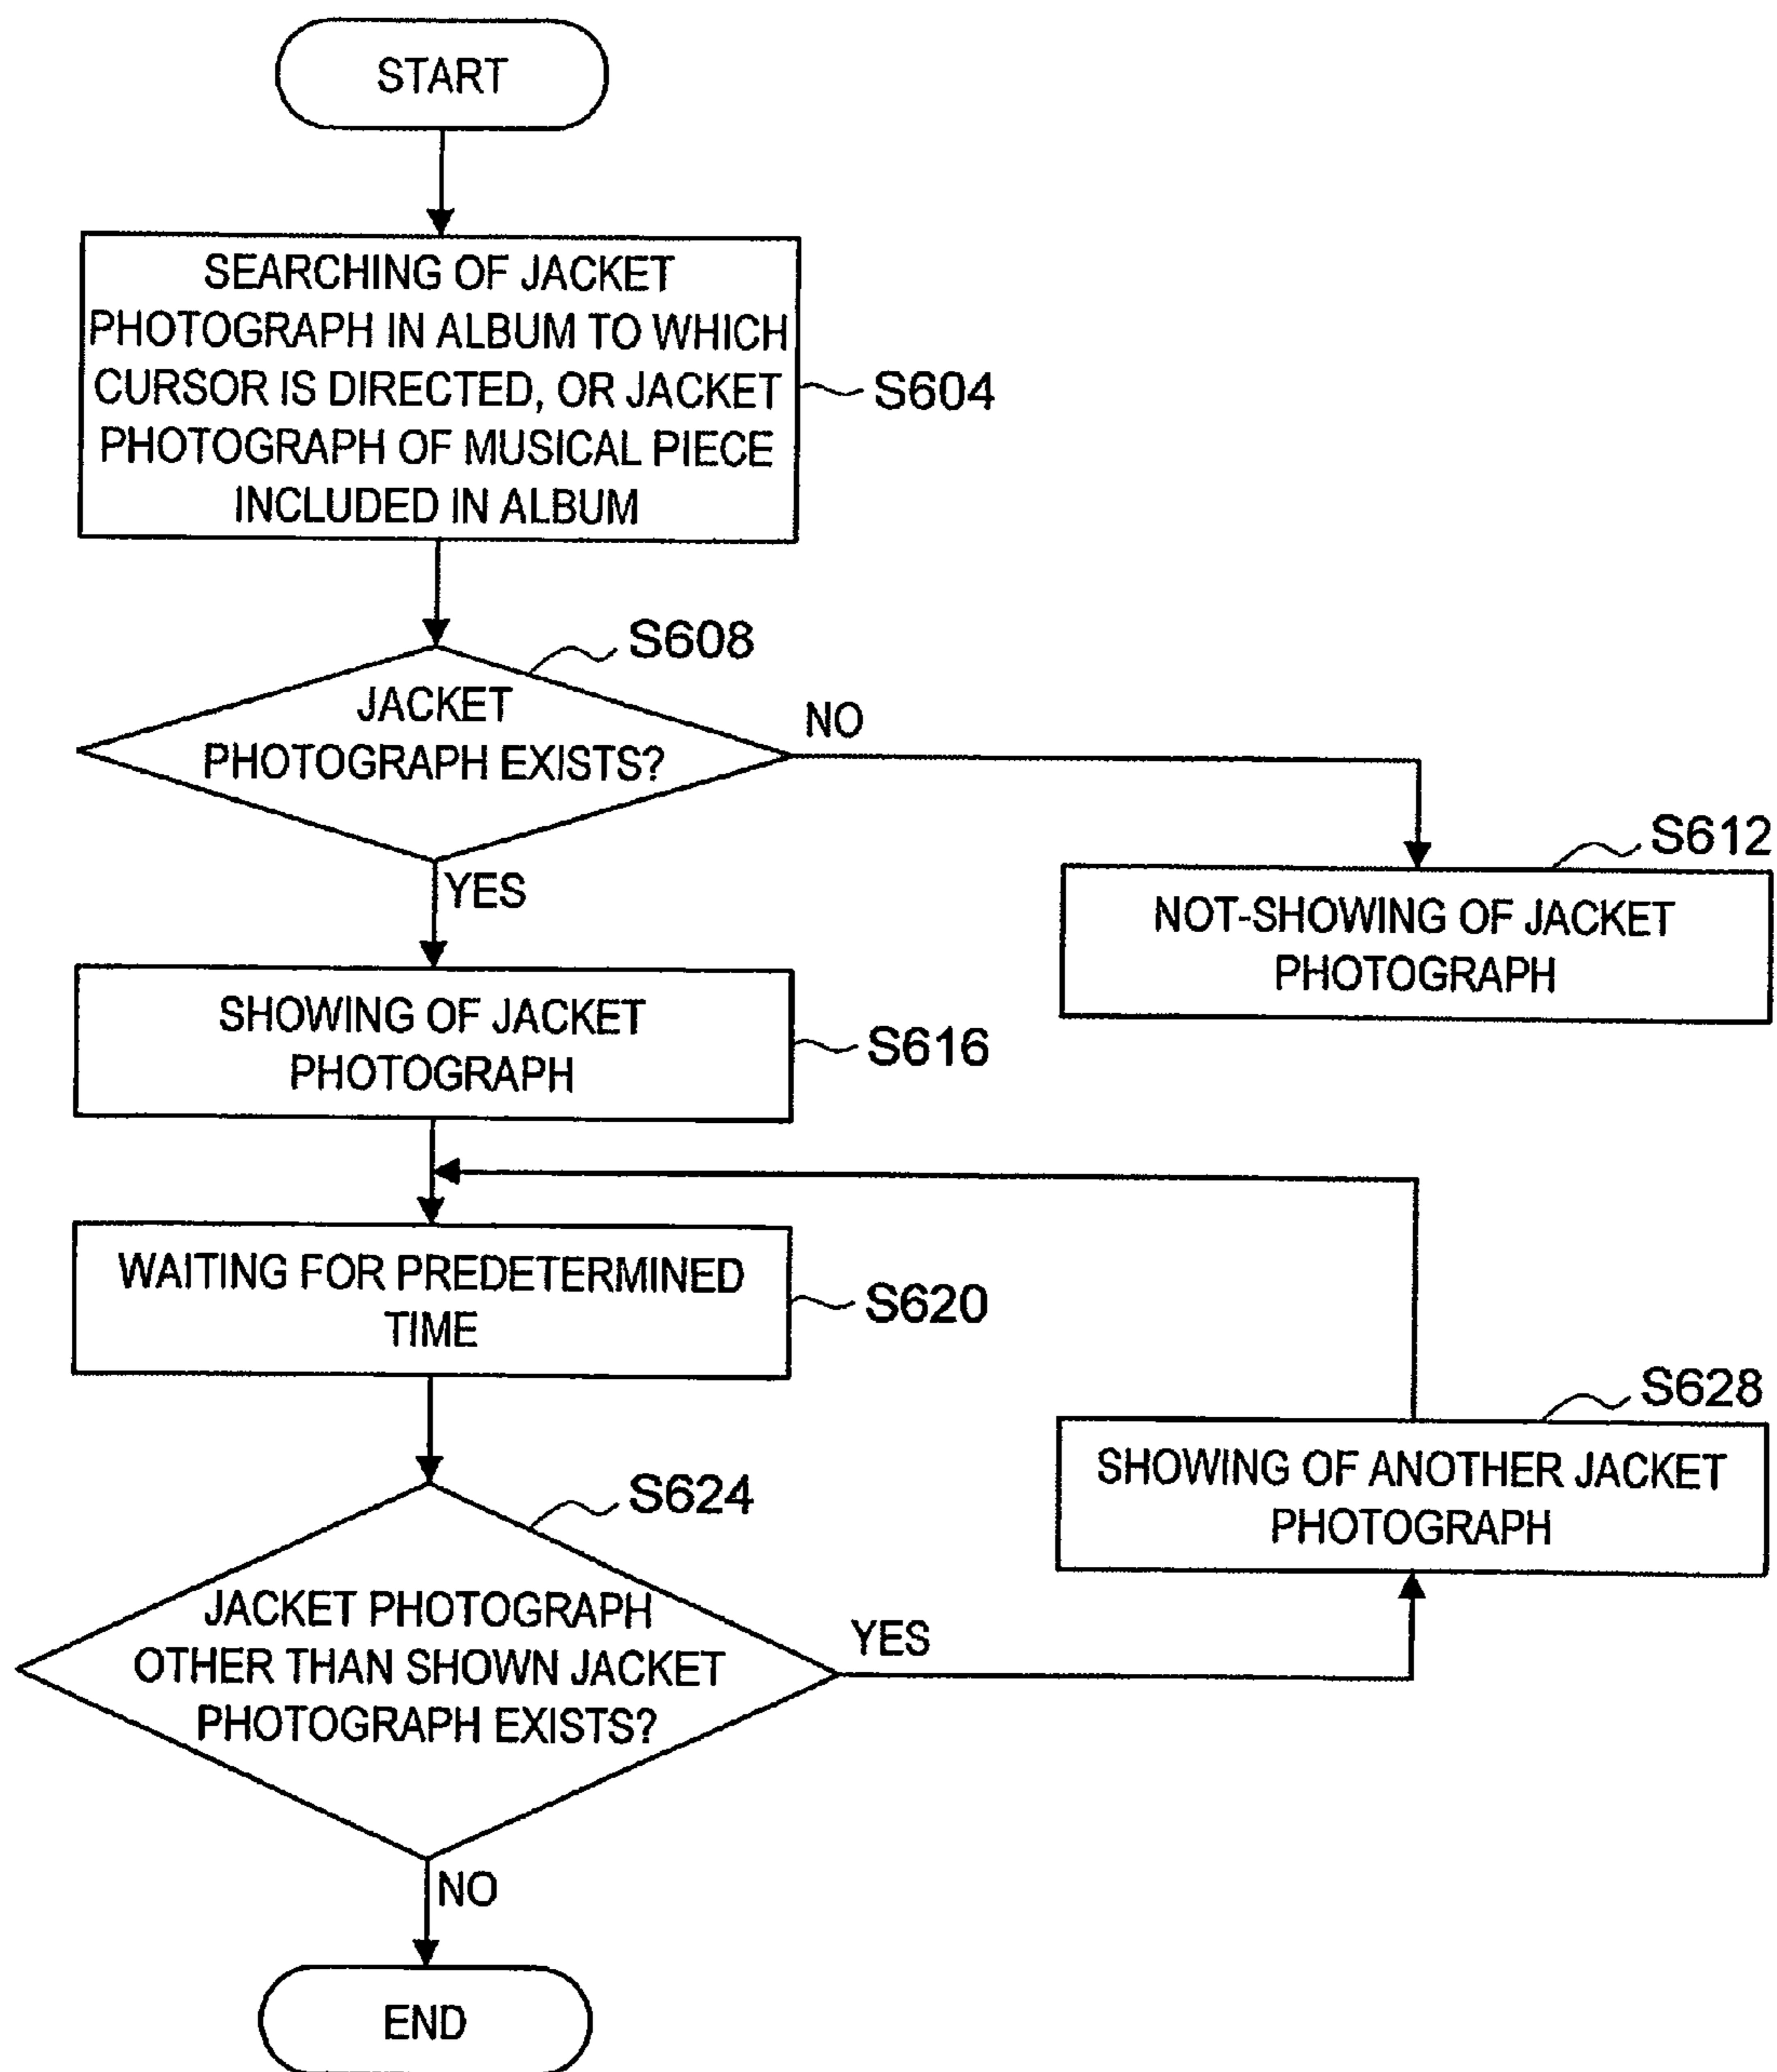 START
SEARCHING OF JACKET
PHOTOGRAPH IN ALBUM TO WHICH
CURSOR IS DIRECTED, OR JACKET
PHOTOGRAPH OF MUSICAL PIECE
INCLUDED IN ALBUM
S604
S608
JACKET
PHOTOGRAPH EXISTS?
NO
YES
S612
NOT-SHOWING OF JACKET
PHOTOGRAPH
SHOWING OF JACKET
PHOTOGRAPH
S616
WAITING FOR PREDETERMINED
TIME
S620
S628
SHOWING OF ANOTHER JACKET
PHOTOGRAPH
S624
JACKET PHOTOGRAPH
OTHER THAN SHOWN JACKET
PHOTOGRAPH EXISTS?
YES
NO
END